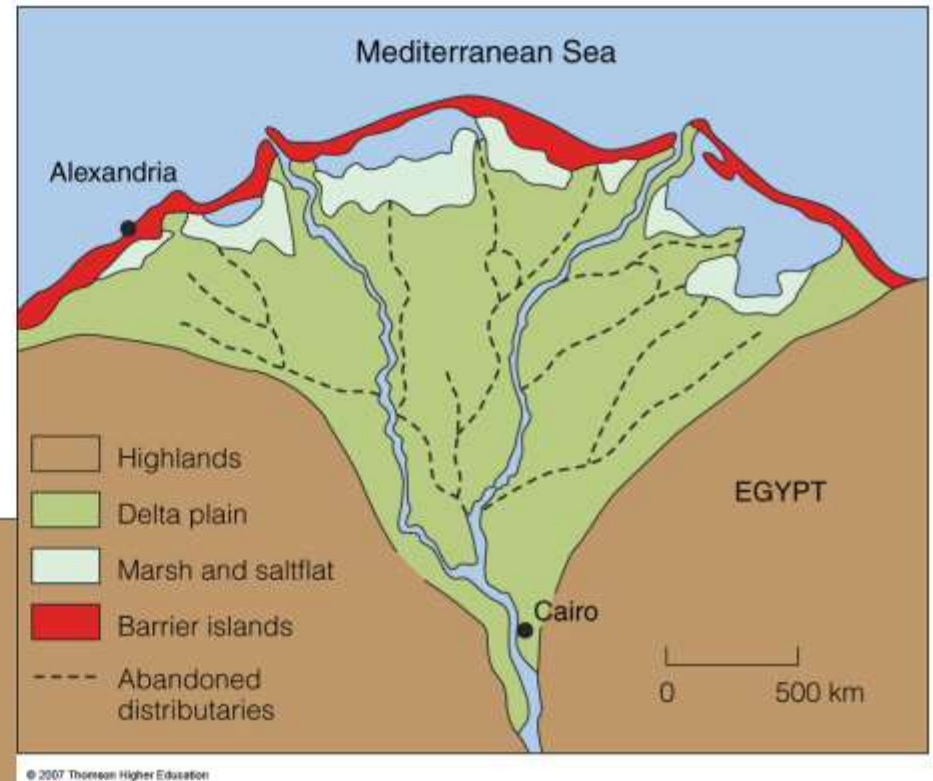 Mediterranean Sea
Alexandria
Highlands
Delta plain
EGYPT
Marsh and saltflat
Cairo
Barrier islands
Abandoned
distributaries
0 500 km
© 2007 Thomson Higher Education